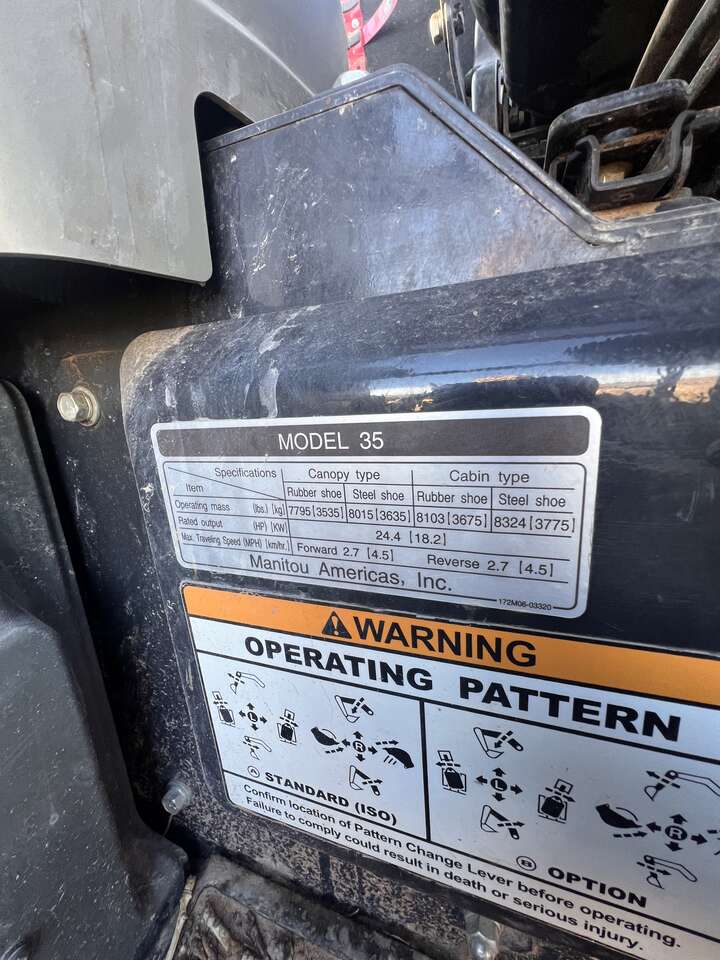 MODEL 35
Specifications Canopy type Cabin type
Item Rubber shoe Steel shoe Rubber shoe Steel shoe
Operating mass (lbs.) [kg] 7795 [3535] 8015 [3635] 8103 [3675] 8324 [3775]
Rated output (HP) [KW] 24.4 [18.2]
Max. Traveling Speed (MPH) [km/hr.] Forward 2.7 [4.5] Reverse 2.7 [4.5]
Manitou Americas, Inc.
172M06-03320
WARNING
OPERATING PATTERN
L R
L R
A STANDARD (ISO)
B OPTION
Confirm location of Pattern Change Lever before operating.
Failure to comply could result in death or serious injury.